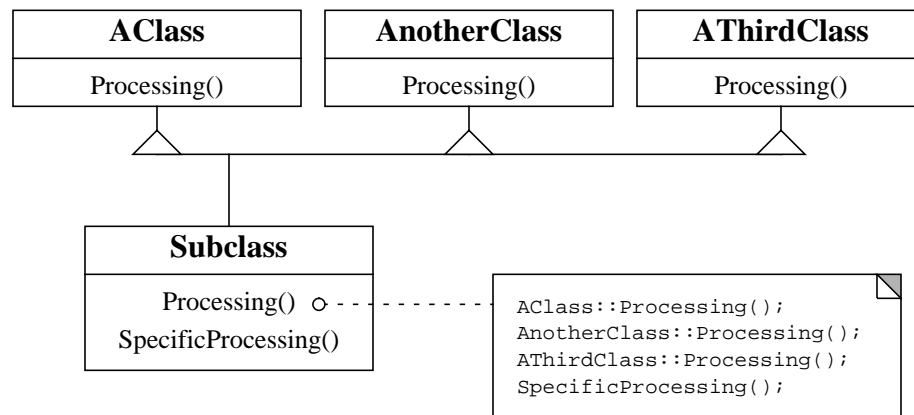 AClass
Processing()
AnotherClass
Processing()
AThirdClass
Processing()
Subclass
Processing()
SpecificProcessing()
AClass::Processing();
AnotherClass::Processing();
AThirdClass::Processing();
SpecificProcessing();